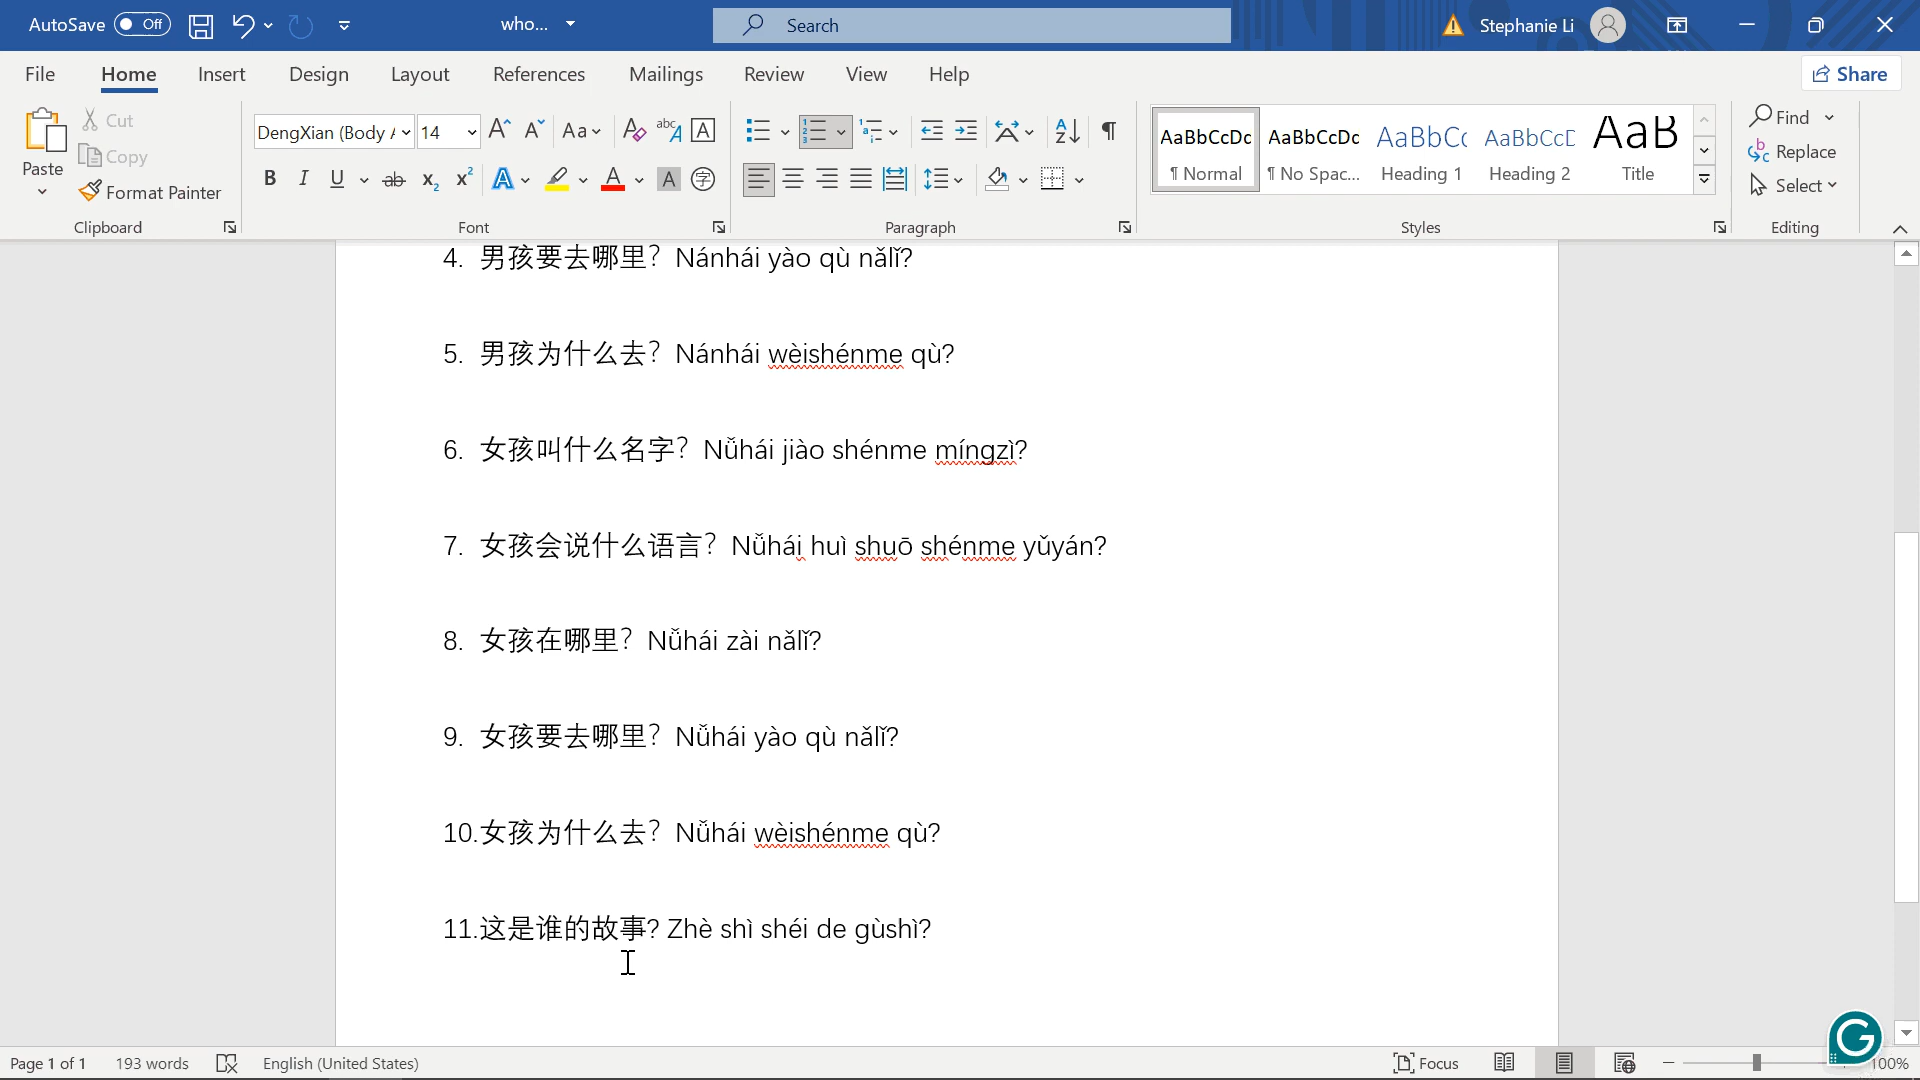 AutoSave Off who... Search Stephanie Li
File Home Insert Design Layout References Mailings Review View Help Share
Paste Cut Copy Format Painter Clipboard
DengXian (Body A 14 Font
Paragraph
AaBbCcDc ¶ Normal
AaBbCcDc ¶ No Spac...
AaBbC Heading 1
AaBbCcD Heading 2
AaB Title
Styles
Find Replace Select Editing
4. 男孩要去哪里？Nánhái yào qù nǎlǐ?
5. 男孩为什么去？Nánhái wèishénme qù?
6. 女孩叫什么名字？Nǚhái jiào shénme míngzì?
7. 女孩会说什么语言？Nǚhái huì shuō shénme yǔyán?
8. 女孩在哪里？Nǚhái zài nǎlǐ?
9. 女孩要去哪里？Nǚhái yào qù nǎlǐ?
10.女孩为什么去？Nǚhái wèishénme qù?
11.这是谁的故事? Zhè shì shéi de gùshì?
Page 1 of 1 193 words English (United States) Focus 100%